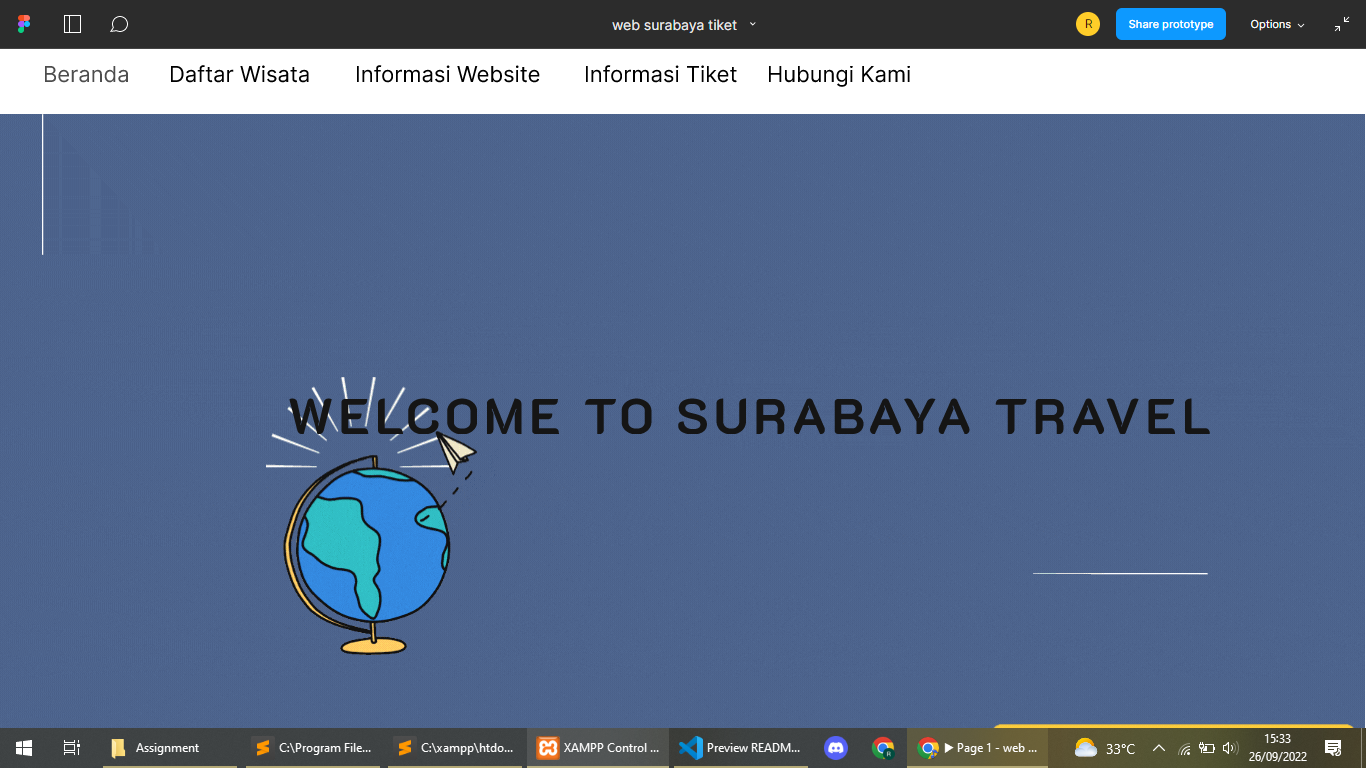 web surabaya tiket
R
Share prototype
Options
Beranda Daftar Wisata Informasi Website Informasi Tiket Hubungi Kami
WELCOME TO SURABAYA TRAVEL
Assignment
C:\Program File...
C:\xampp\htdo...
XAMPP Control ...
Preview READM...
Page 1 - web ...
33°C
15:33
26/09/2022